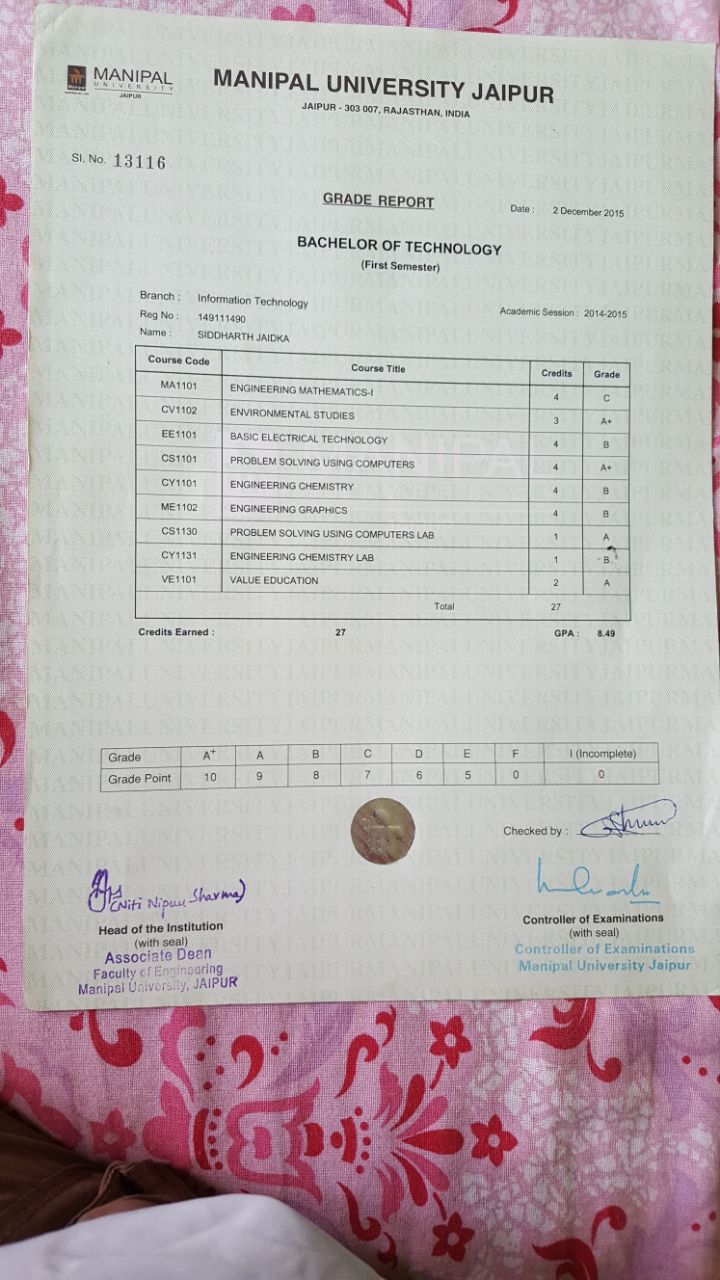 MANIPAL
UNIVERSITY
JAIPUR
MANIPAL UNIVERSITY JAIPUR
JAIPUR - 303 007, RAJASTHAN, INDIA
Sl. No. 13116
GRADE REPORT
Date : 2 December 2015
BACHELOR OF TECHNOLOGY
(First Semester)
Branch : Information Technology
Academic Session : 2014-2015
Reg No : 149111490
Name : SIDDHARTH JAIDKA
Course Code Course Title Credits Grade
MA1101 ENGINEERING MATHEMATICS-I 4 C
CV1102 ENVIRONMENTAL STUDIES 3 A+
EE1101 BASIC ELECTRICAL TECHNOLOGY 4 B
CS1101 PROBLEM SOLVING USING COMPUTERS 4 A+
CY1101 ENGINEERING CHEMISTRY 4 B
ME1102 ENGINEERING GRAPHICS 4 B
CS1130 PROBLEM SOLVING USING COMPUTERS LAB 1 A
CY1131 ENGINEERING CHEMISTRY LAB 1 B
VE1101 VALUE EDUCATION 2 A
Total 27
Credits Earned : 27 GPA : 8.49
Grade A+ A B C D E F I (Incomplete)
Grade Point 10 9 8 7 6 5 0 0
Checked by :
(Niti Nipun Sharma)
Head of the Institution
(with seal)
Associate Dean
Faculty of Engineering
Manipal University, JAIPUR
Controller of Examinations
(with seal)
Controller of Examinations
Manipal University Jaipur